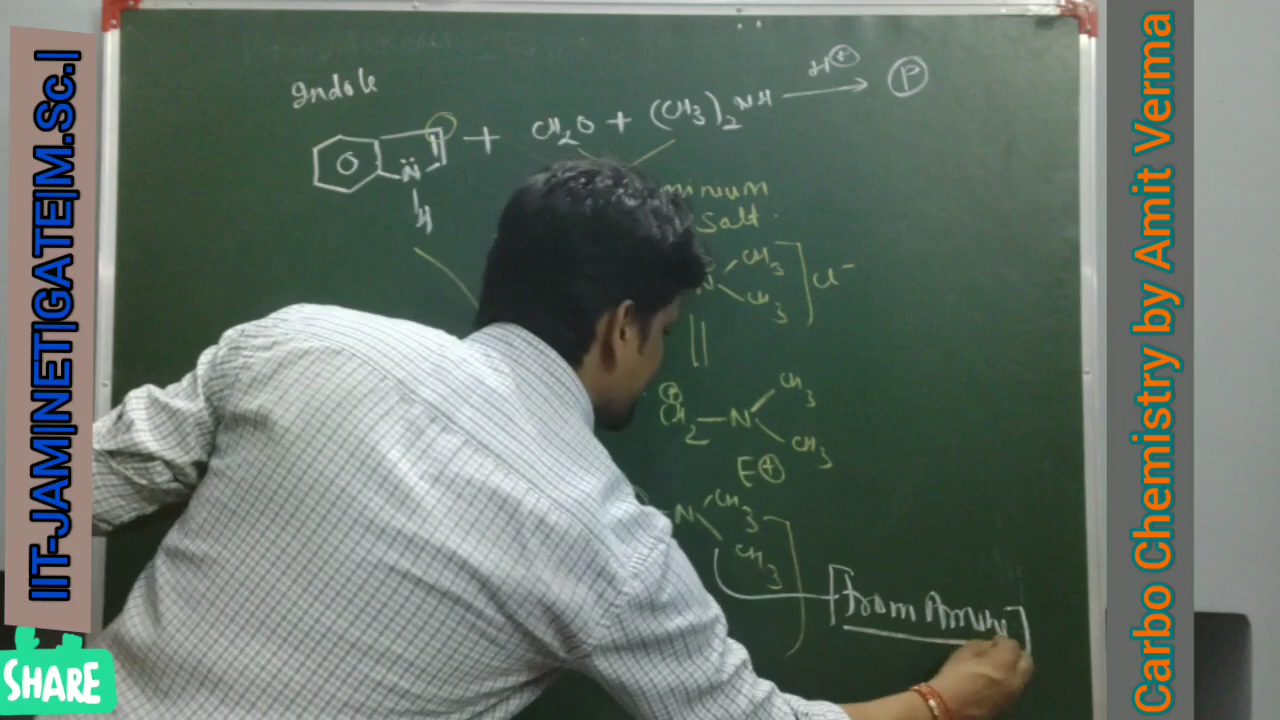 IIT-JAM|NET|GATE|M.Sc.|
SHARE
Carbo Chemistry by Amit Verma
Indole
+ CH2O + (CH3)2NH H⊕ → P
N
H
minium
Salt.
N CH3 CH3 ] Cl-
⊕
CH2-N CH3 CH3
E⊕
N CH3 CH3
[from Amine]